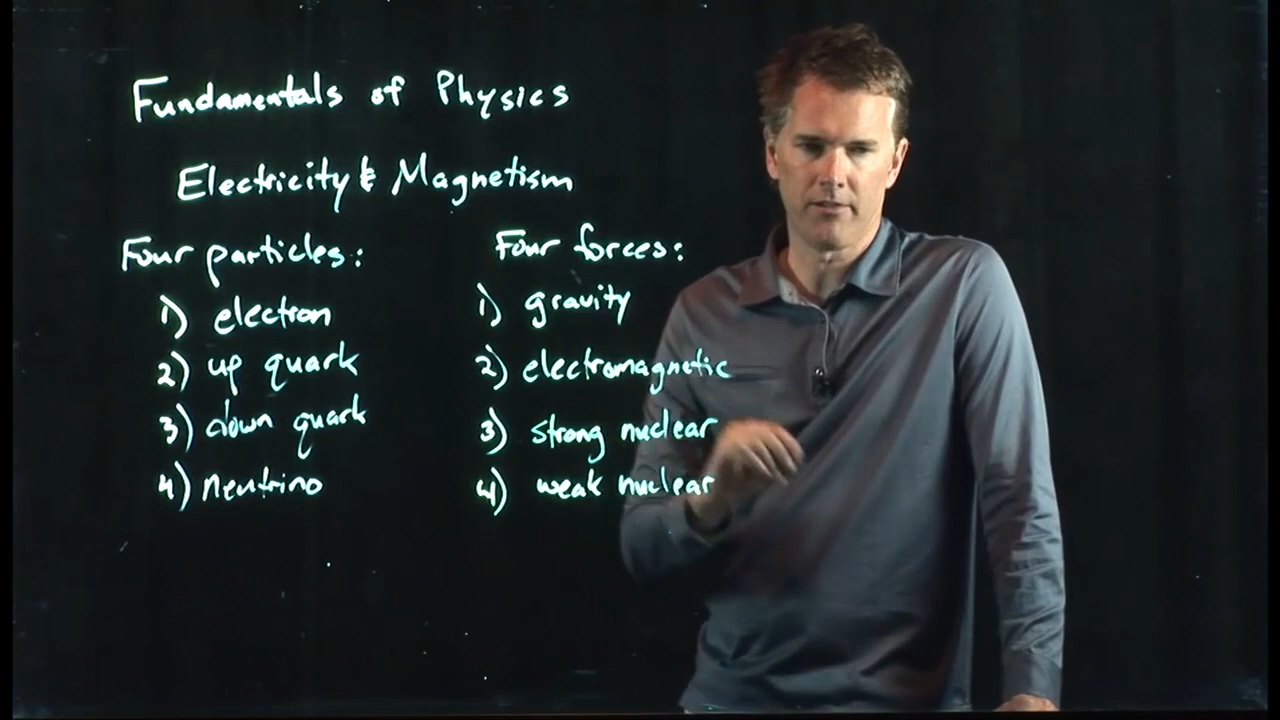 Fundamentals of Physics
Electricity & Magnetism
Four particles:
1) electron
2) up quark
3) down quark
4) neutrino
Four forces:
1) gravity
2) electromagnetic
3) strong nuclear
4) weak nuclear